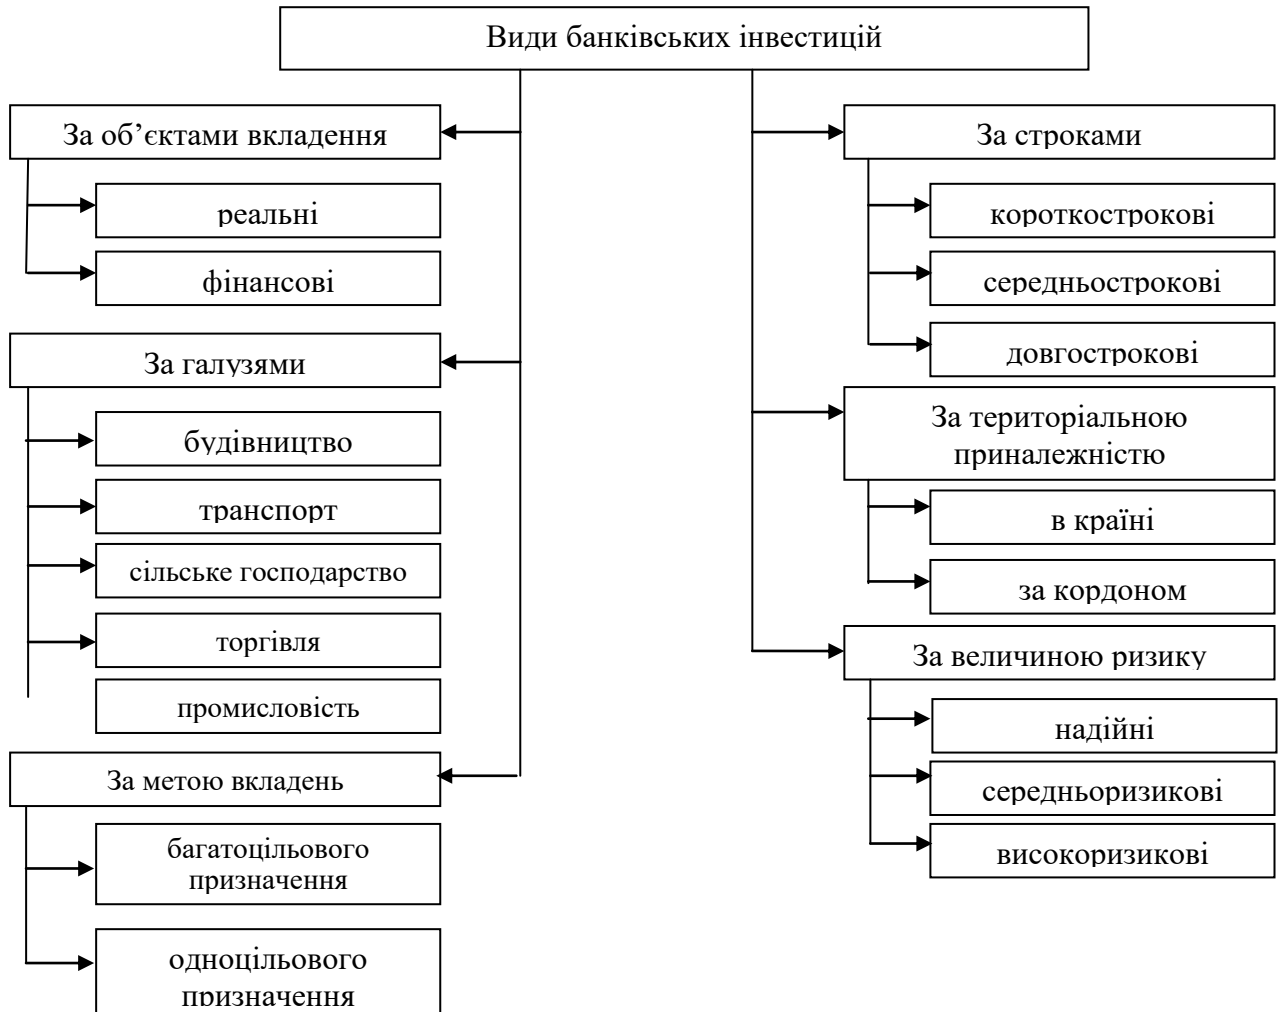 Види банківських інвестицій
За об’єктами вкладення
реальні
фінансові
За галузями
будівництво
транспорт
сільське господарство
торгівля
промисловість
За метою вкладень
багатоцільового
призначення
одноцільового
призначення
За строками
короткострокові
середньострокові
довгострокові
За територіальною
приналежністю
в країні
за кордоном
За величиною ризику
надійні
середньоризикові
високоризикові